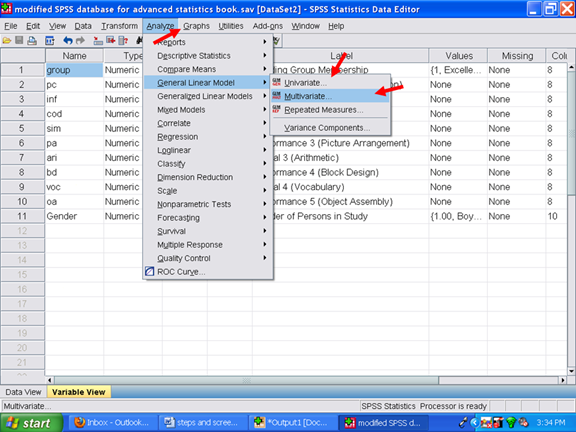 modified SPSS database for advanced statistics book.sav [DataSet2] - SPSS Statistics Data Editor
File Edit View Data Transform Analyze Graphs Utilities Add-ons Window Help
Name Type Label Values Missing Colu
1 group Numeric ing Group Membership {1, Excelle... None 8
2 pc Numeric None 8
3 inf Numeric None 8
4 cod Numeric None 8
5 sim Numeric None 8
6 pa Numeric ormance 3 (Picture Arrangement) None None 8
7 ari Numeric al 3 (Arithmetic) None None 8
8 bd Numeric ormance 4 (Block Design) None None 8
9 voc Numeric al 4 (Vocabulary) None None 8
10 oa Numeric ormance 5 (Object Assembly) None None 8
11 Gender Numeric er of Persons in Study {1.00, Boy... None 10
12
13
14
15
16
17
18
19
20
21
Reports
Descriptive Statistics
Compare Means
General Linear Model
Generalized Linear Models
Mixed Models
Correlate
Regression
Loglinear
Classify
Dimension Reduction
Scale
Nonparametric Tests
Forecasting
Survival
Multiple Response
Quality Control
ROC Curve...
Univariate...
Multivariate...
Repeated Measures...
Variance Components...
Data View Variable View
Multivariate... SPSS Statistics Processor is ready
start Inbox - Outlook... steps and scree... *Output1 [Doc... modified SPSS d... 3:34 PM